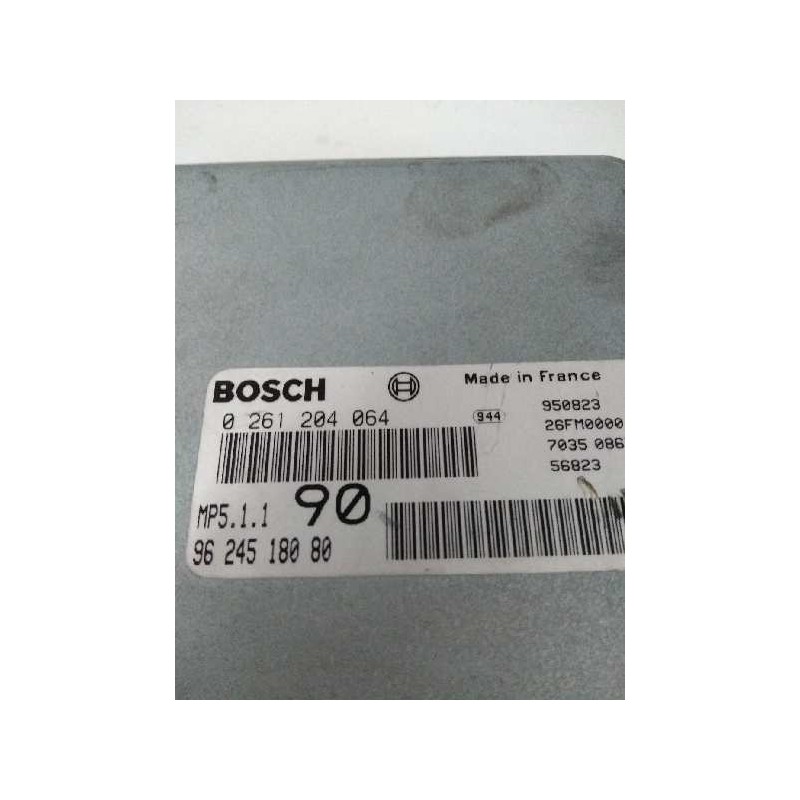 BOSCH Made in France
0 261 204 064 944 950823
26FM0000
7035 086
56823
MP5.1.1 90
96 245 180 80